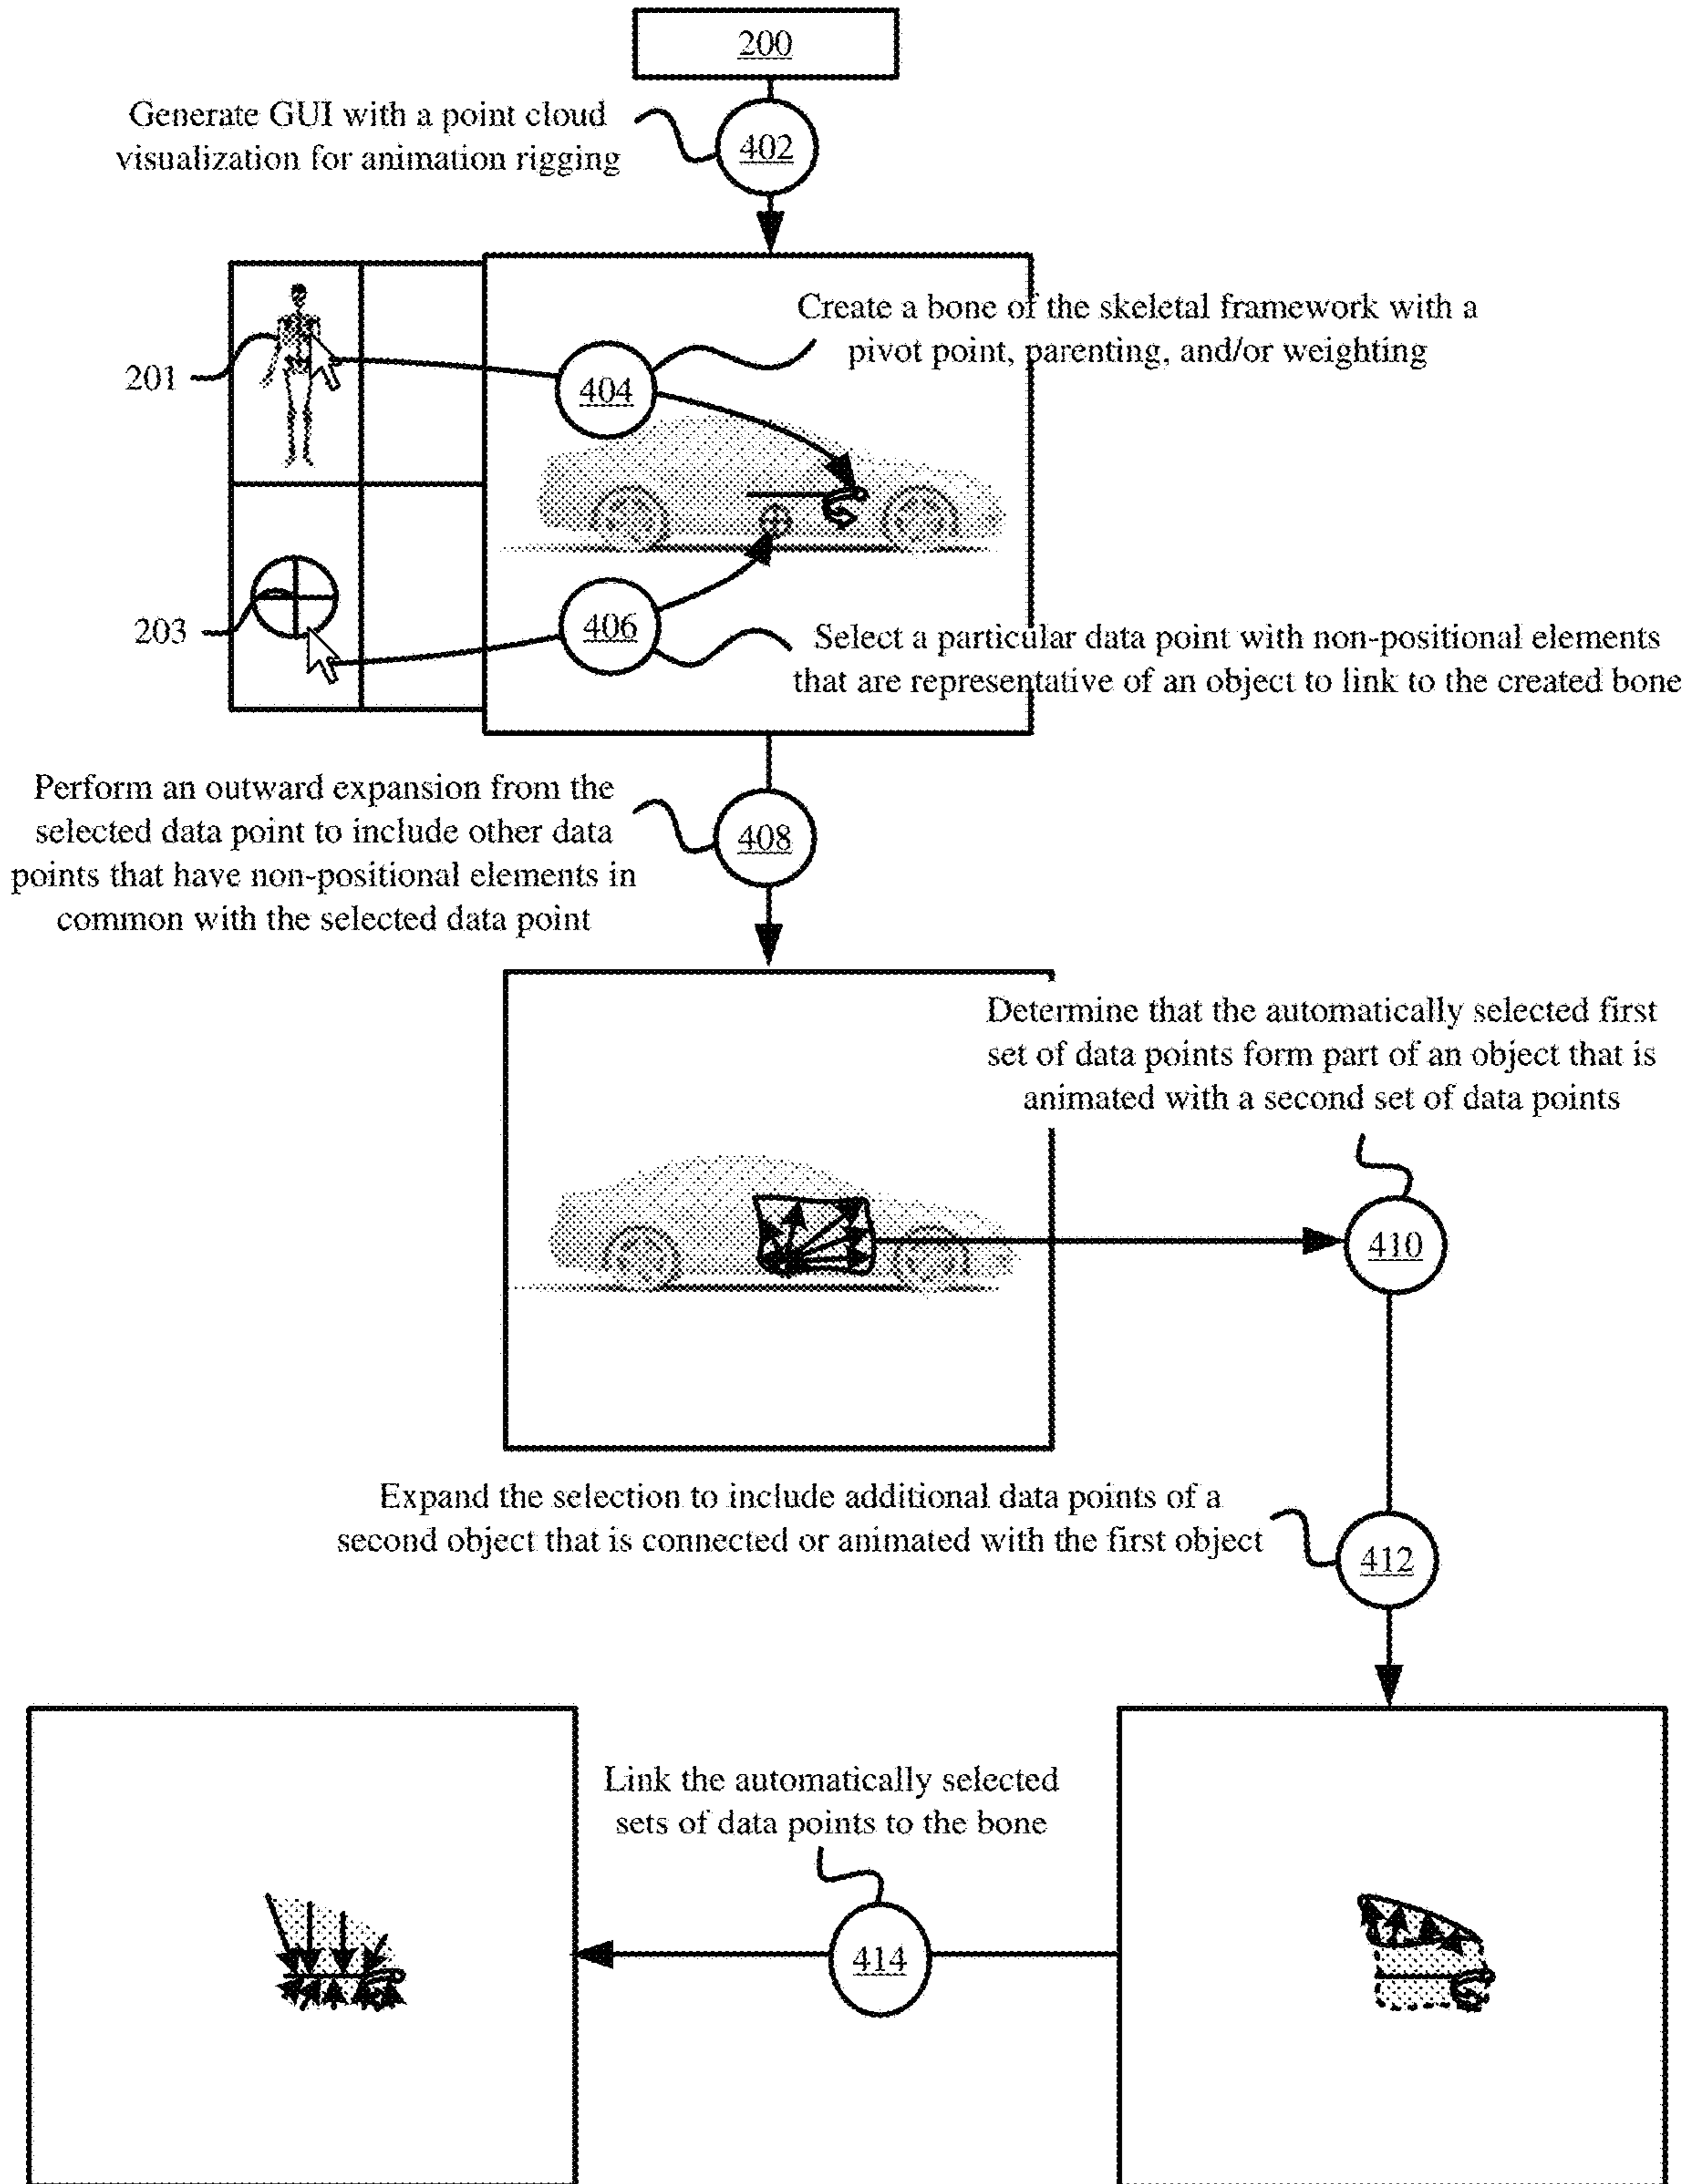 200
Generate GUI with a point cloud
visualization for animation rigging
402
Create a bone of the skeletal framework with a
pivot point, parenting, and/or weighting
201
404
203
406
Select a particular data point with non-positional elements
that are representative of an object to link to the created bone
Perform an outward expansion from the
selected data point to include other data
points that have non-positional elements in
common with the selected data point
408
Determine that the automatically selected first
set of data points form part of an object that is
animated with a second set of data points
410
Expand the selection to include additional data points of a
second object that is connected or animated with the first object
412
Link the automatically selected
sets of data points to the bone
414